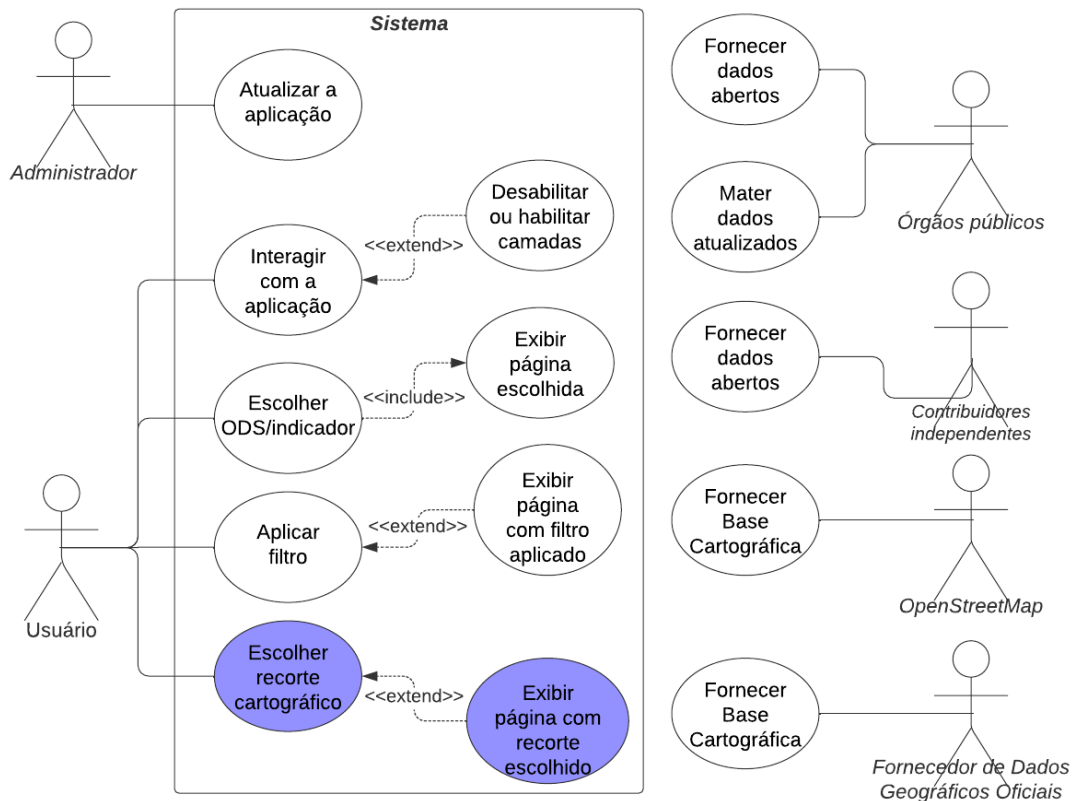 Sistema
Atualizar a
aplicação
Administrador
Desabilitar
ou habilitar
camadas
<<extend>>
Interagir
com a
aplicação
Exibir
página
escolhida
<<include>>
Escolher
ODS/indicador
Exibir
página
com filtro
aplicado
<<extend>>
Aplicar
filtro
Usuário
Escolher
recorte
cartográfico
<<extend>>
Exibir
página com
recorte
escolhido
Fornecer
dados
abertos
Mater
dados
atualizados
Órgãos públicos
Fornecer
dados
abertos
Contribuidores
independentes
Fornecer
Base
Cartográfica
OpenStreetMap
Fornecer
Base
Cartográfica
Fornecedor de Dados
Geográficos Oficiais